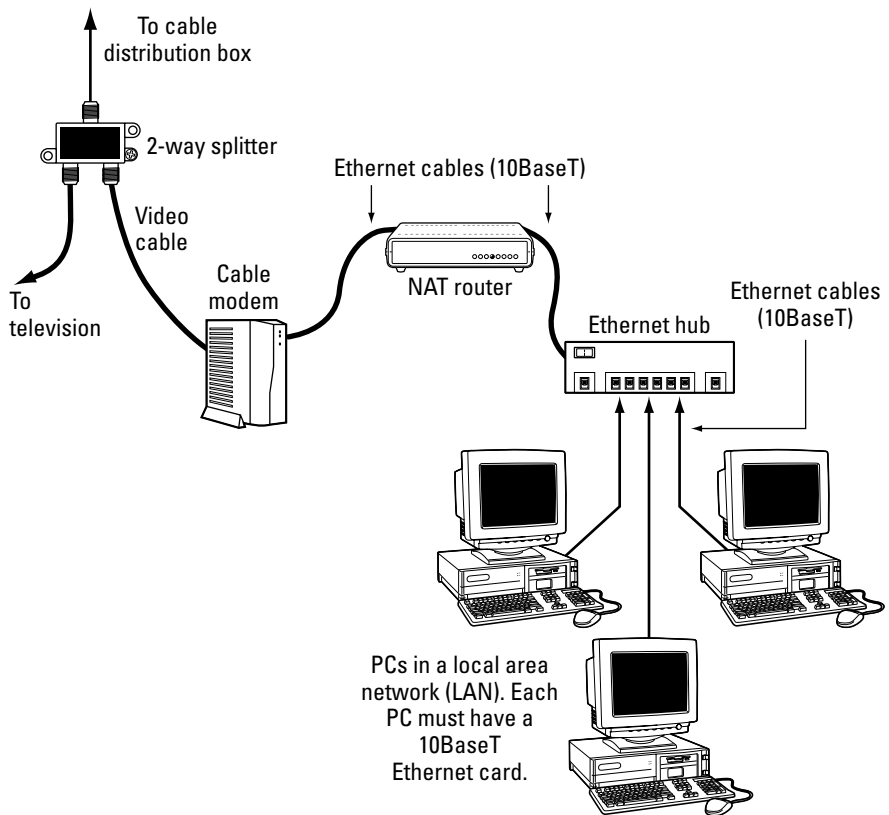 To cable
distribution box
2-way splitter
Ethernet cables (10BaseT)
Video
cable
Cable
modem
NAT router
To
television
Ethernet cables
(10BaseT)
Ethernet hub
PCs in a local area
network (LAN). Each
PC must have a
10BaseT
Ethernet card.